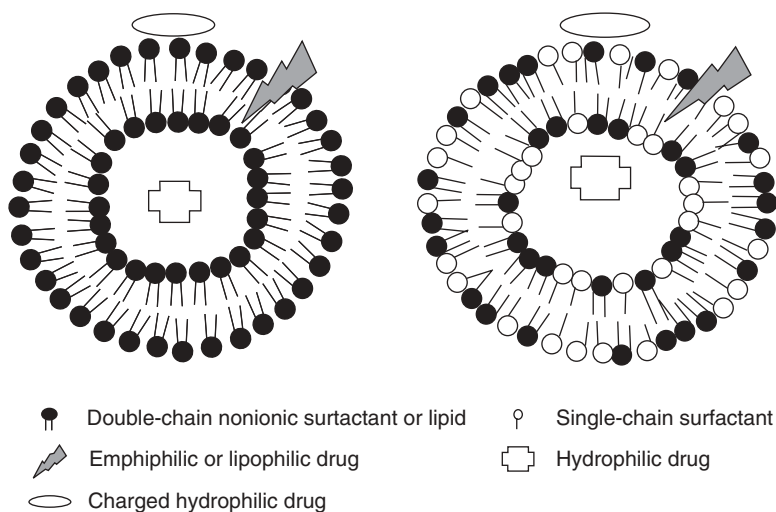 Double-chain nonionic surtactant or lipid
Single-chain surfactant
Emphiphilic or lipophilic drug
Hydrophilic drug
Charged hydrophilic drug